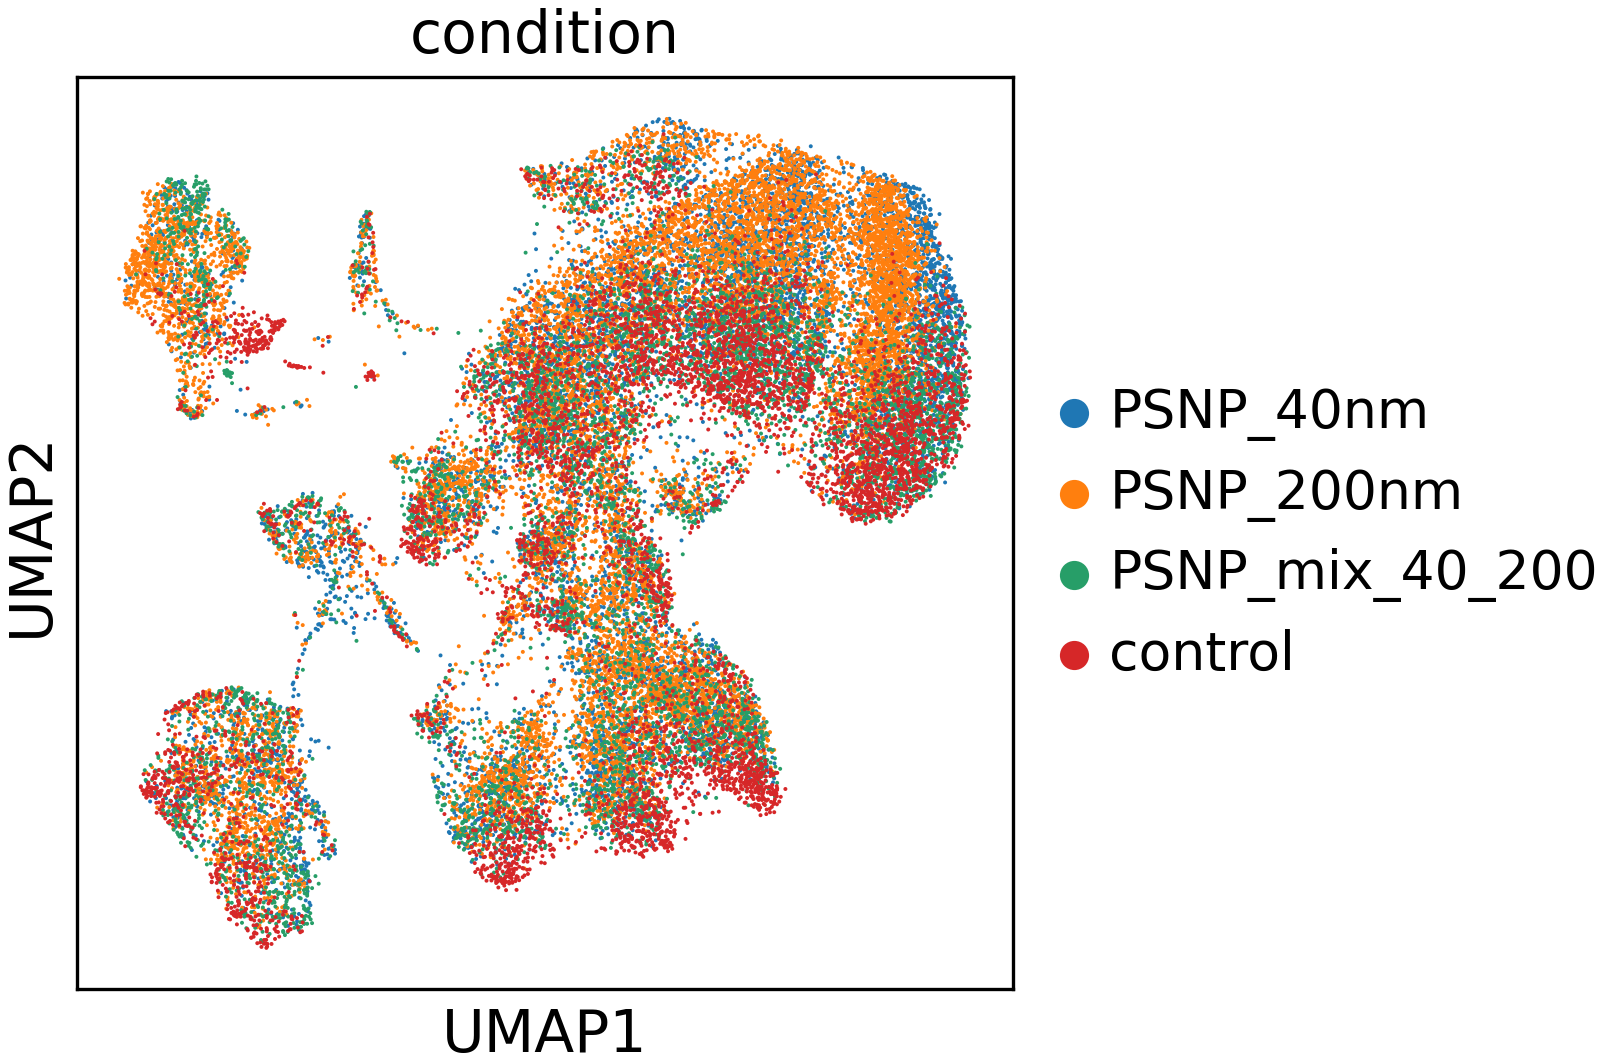 condition
UMAP2
UMAP1
PSNP_40nm
PSNP_200nm
PSNP_mix_40_200
control